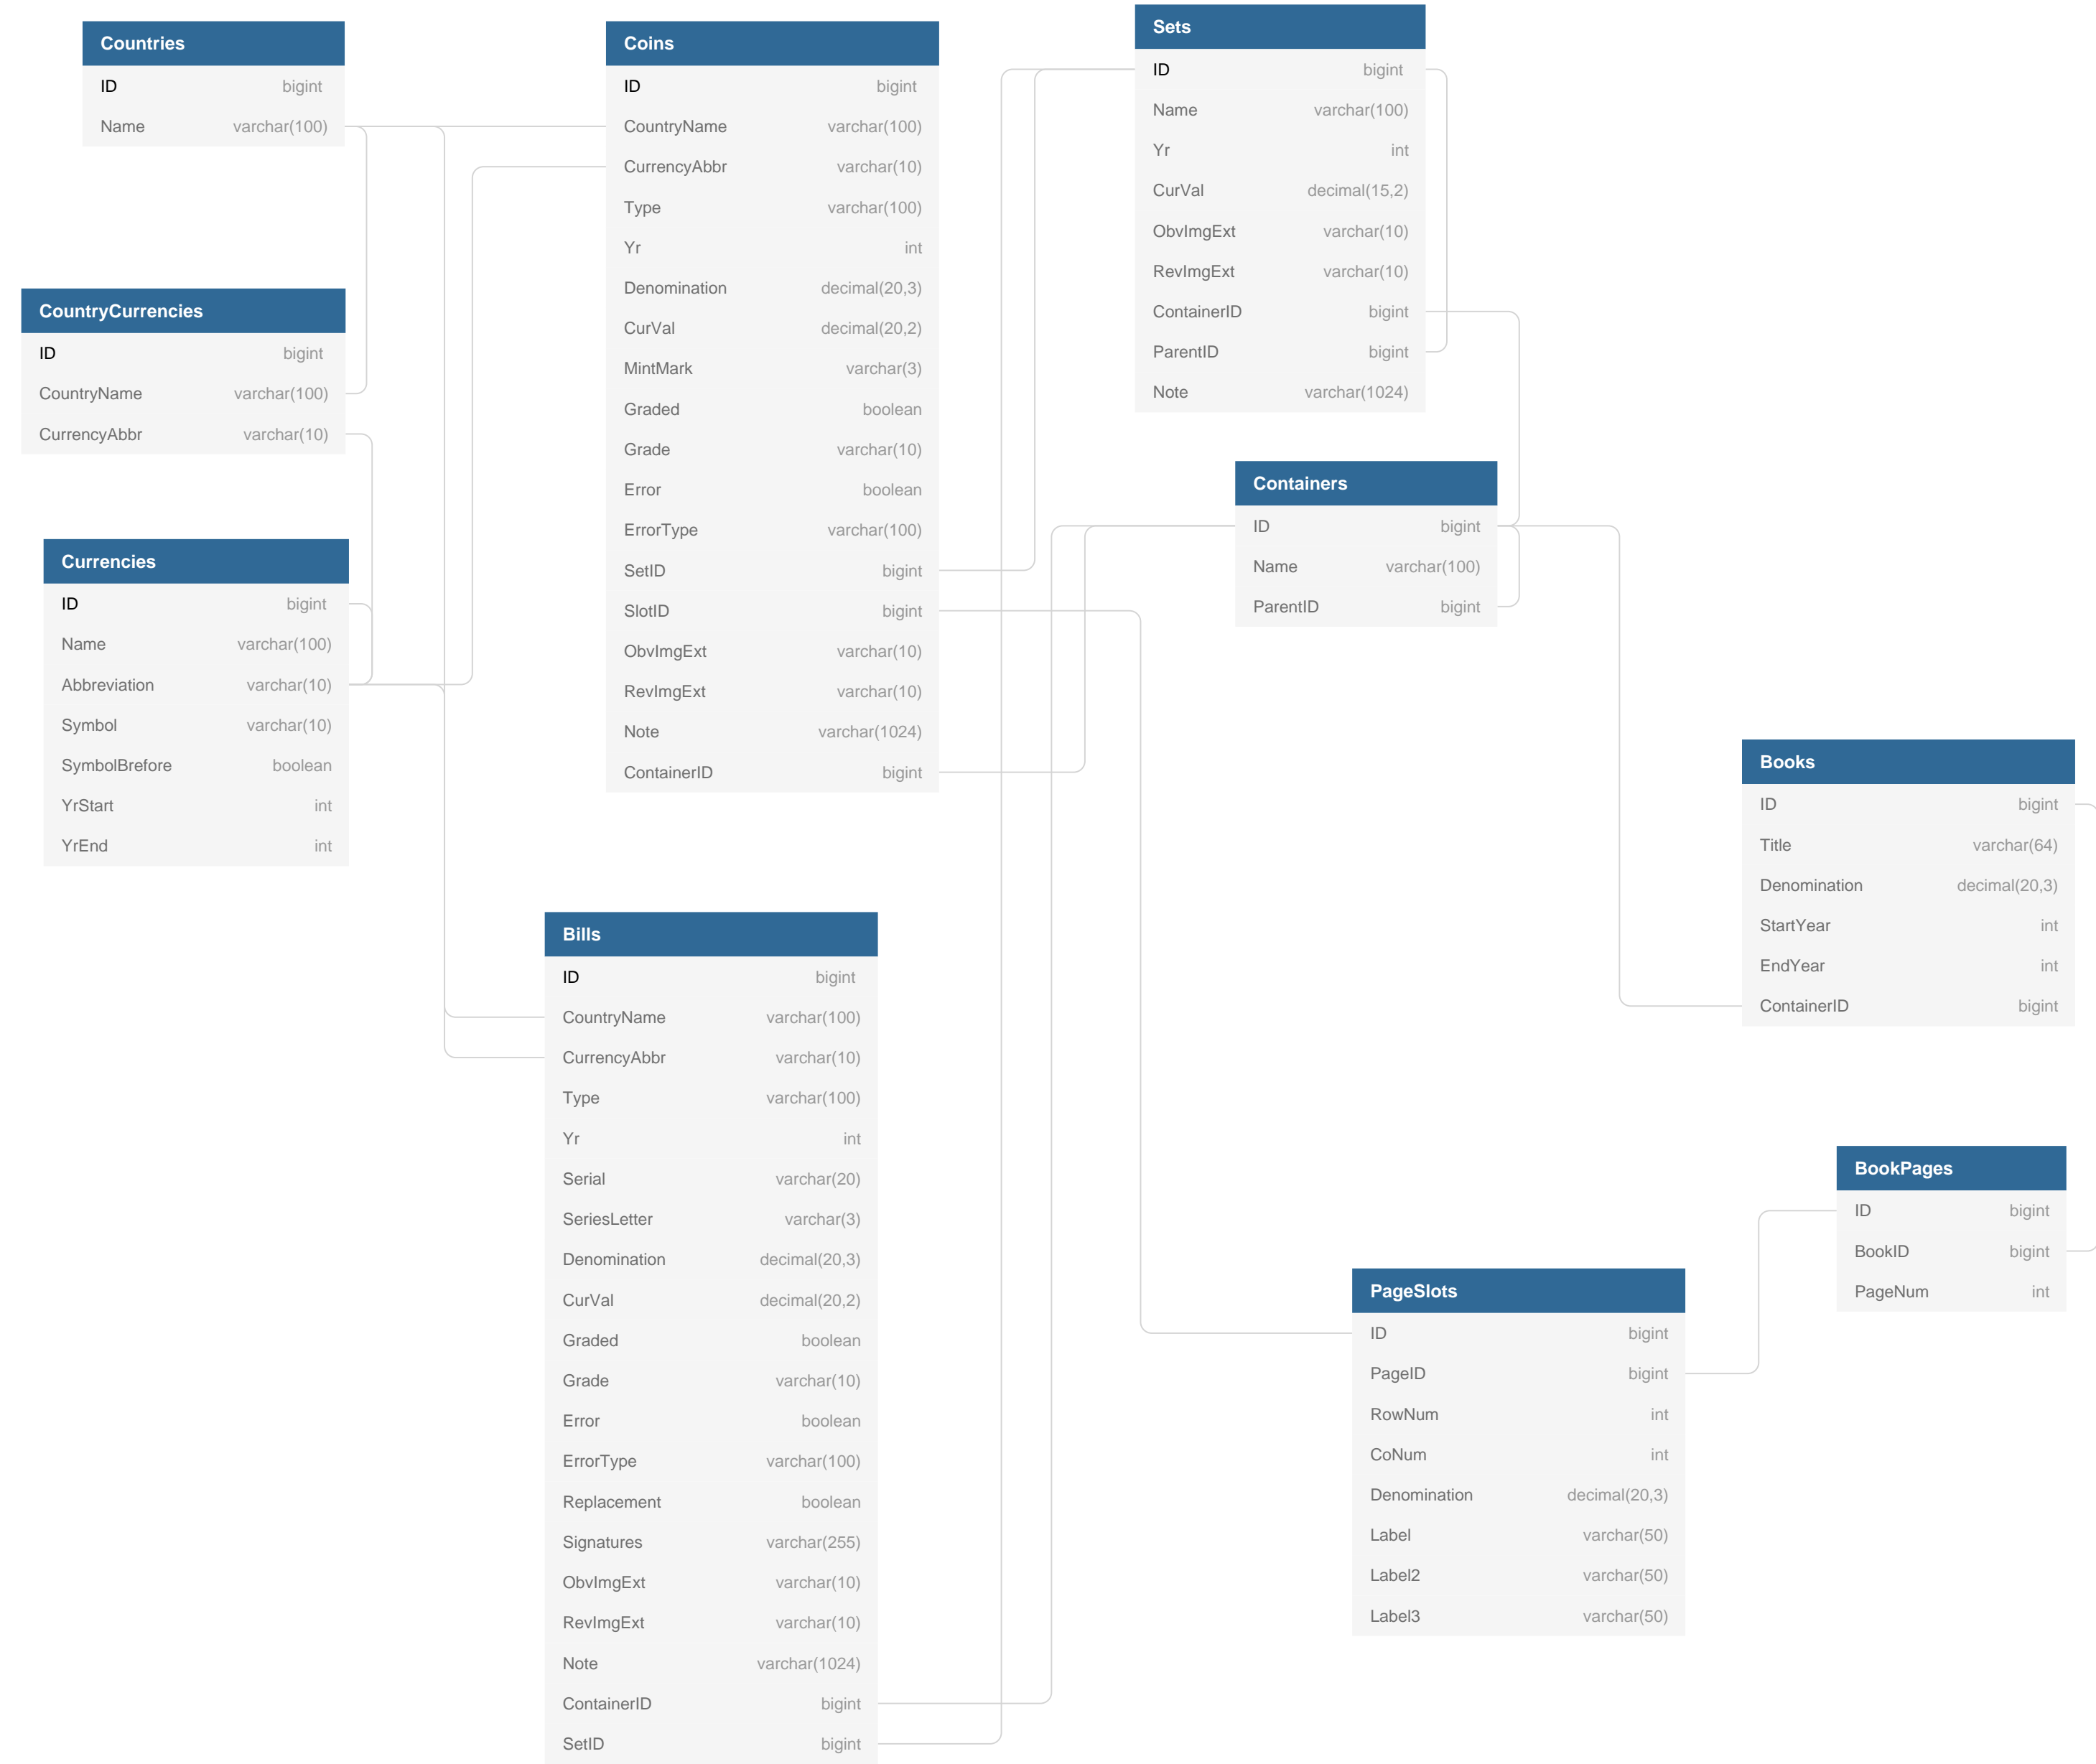 Countries
ID bigint
Name varchar(100)
CountryCurrencies
ID bigint
CountryName varchar(100)
CurrencyAbbr varchar(10)
Currencies
ID bigint
Name varchar(100)
Abbreviation varchar(10)
Symbol varchar(10)
SymbolBrefore boolean
YrStart int
YrEnd int
Coins
ID bigint
CountryName varchar(100)
CurrencyAbbr varchar(10)
Type varchar(100)
Yr int
Denomination decimal(20,3)
CurVal decimal(20,2)
MintMark varchar(3)
Graded boolean
Grade varchar(10)
Error boolean
ErrorType varchar(100)
SetID bigint
SlotID bigint
ObvImgExt varchar(10)
RevImgExt varchar(10)
Note varchar(1024)
ContainerID bigint
Bills
ID bigint
CountryName varchar(100)
CurrencyAbbr varchar(10)
Type varchar(100)
Yr int
Serial varchar(20)
SeriesLetter varchar(3)
Denomination decimal(20,3)
CurVal decimal(20,2)
Graded boolean
Grade varchar(10)
Error boolean
ErrorType varchar(100)
Replacement boolean
Signatures varchar(255)
ObvImgExt varchar(10)
RevImgExt varchar(10)
Note varchar(1024)
ContainerID bigint
SetID bigint
Sets
ID bigint
Name varchar(100)
Yr int
CurVal decimal(15,2)
ObvImgExt varchar(10)
RevImgExt varchar(10)
ContainerID bigint
ParentID bigint
Note varchar(1024)
Containers
ID bigint
Name varchar(100)
ParentID bigint
Books
ID bigint
Title varchar(64)
Denomination decimal(20,3)
StartYear int
EndYear int
ContainerID bigint
BookPages
ID bigint
BookID bigint
PageNum int
PageSlots
ID bigint
PageID bigint
RowNum int
CoNum int
Denomination decimal(20,3)
Label varchar(50)
Label2 varchar(50)
Label3 varchar(50)